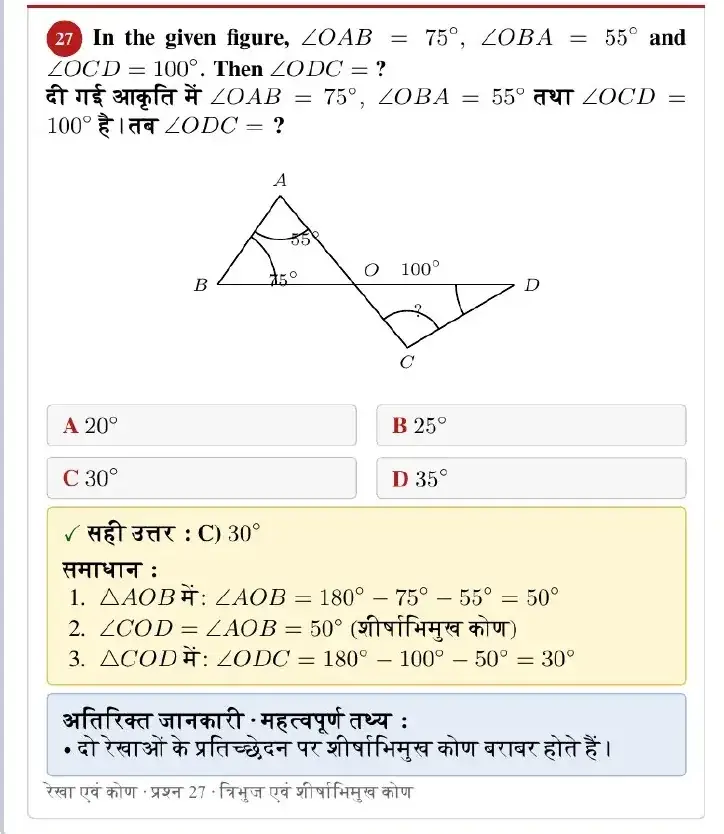 27 In the given figure, ∠OAB = 75°, ∠OBA = 55° and
∠OCD = 100°. Then ∠ODC = ?
दी गई आकृति में ∠OAB = 75°, ∠OBA = 55° तथा ∠OCD =
100° है। तब ∠ODC = ?
A
55°
B
75°
O 100°
D
?
C
A 20°
B 25°
C 30°
D 35°
✓ सही उत्तर : C) 30°
समाधान :
1. △AOB में: ∠AOB = 180° − 75° − 55° = 50°
2. ∠COD = ∠AOB = 50° (शीर्षाभिमुख कोण)
3. △COD में: ∠ODC = 180° − 100° − 50° = 30°
अतिरिक्त जानकारी · महत्वपूर्ण तथ्य :
• दो रेखाओं के प्रतिच्छेदन पर शीर्षाभिमुख कोण बराबर होते हैं।
रेखा एवं कोण · प्रश्न 27 · त्रिभुज एवं शीर्षाभिमुख कोण